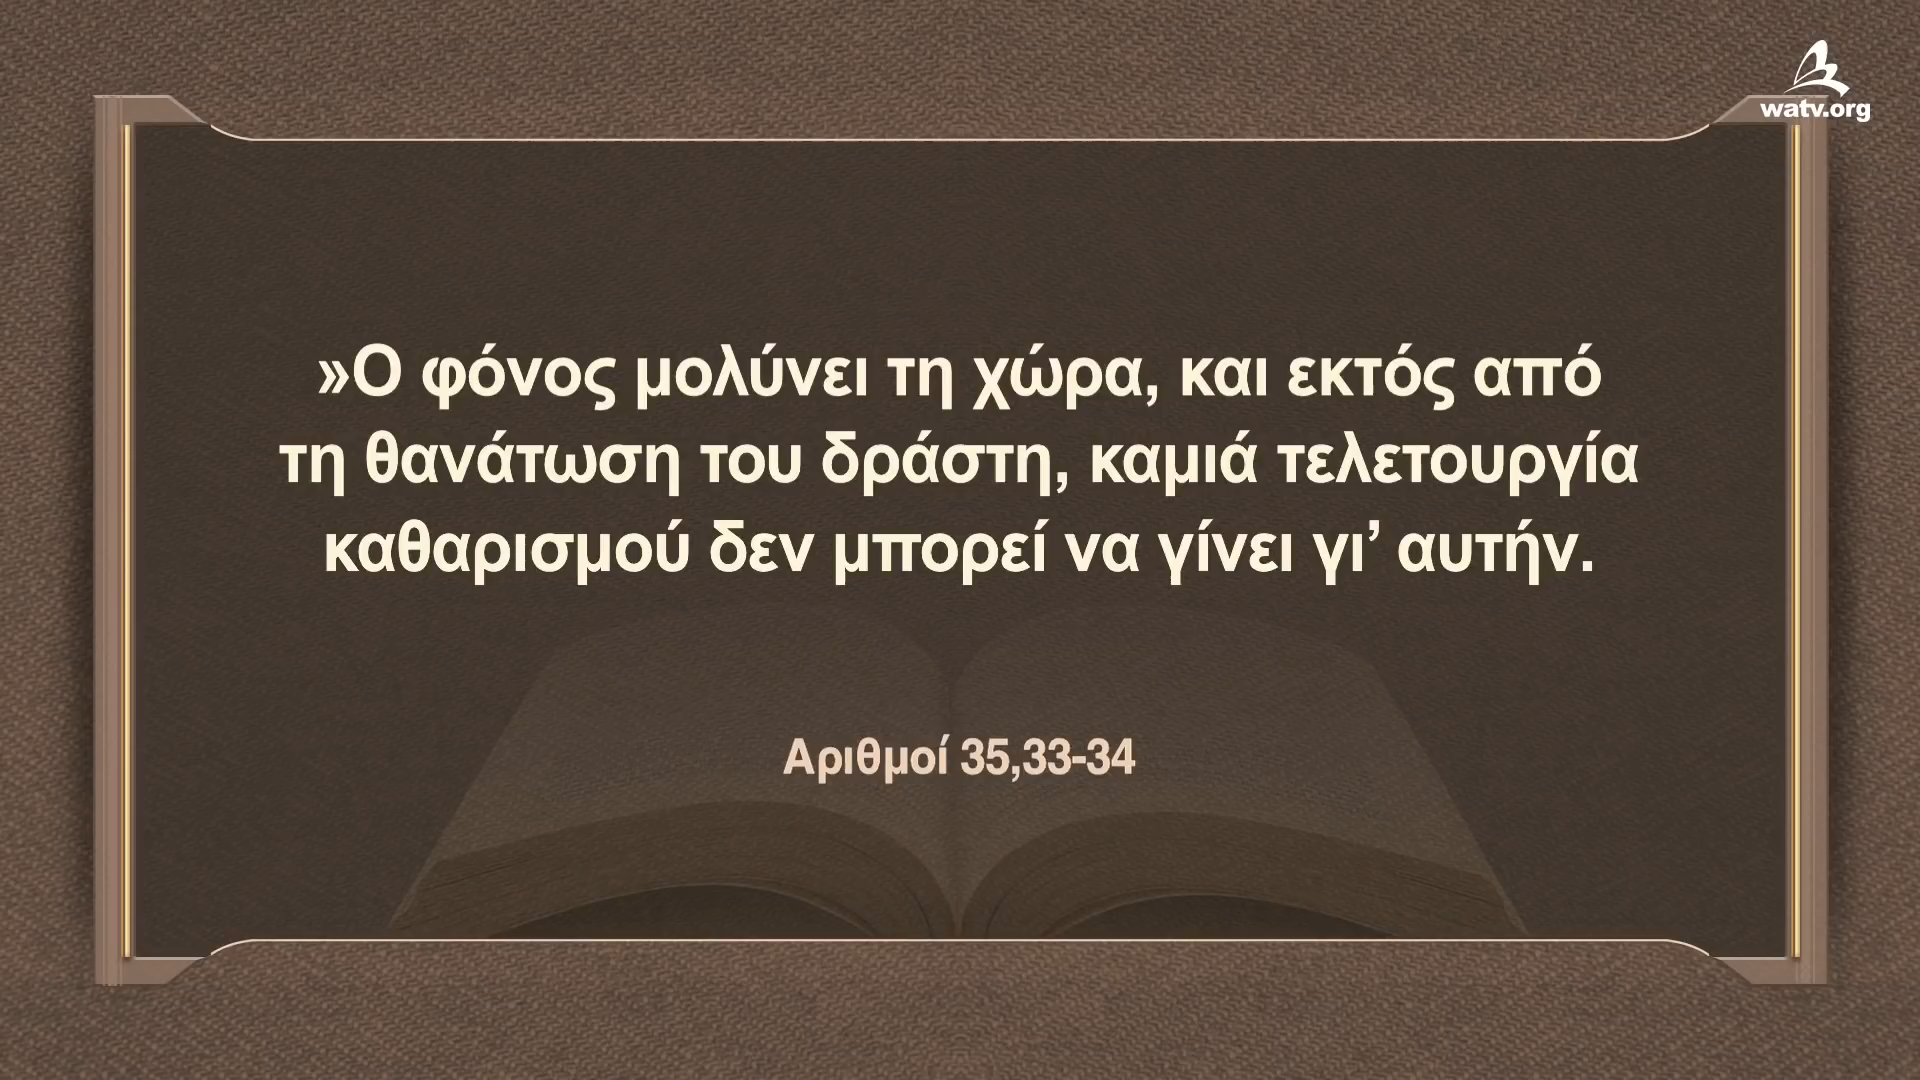 watv.org
»Ο φόνος μολύνει τη χώρα, και εκτός από
τη θανάτωση του δράστη, καμιά τελετουργία
καθαρισμού δεν μπορεί να γίνει γι’ αυτήν.
Αριθμοί 35,33-34